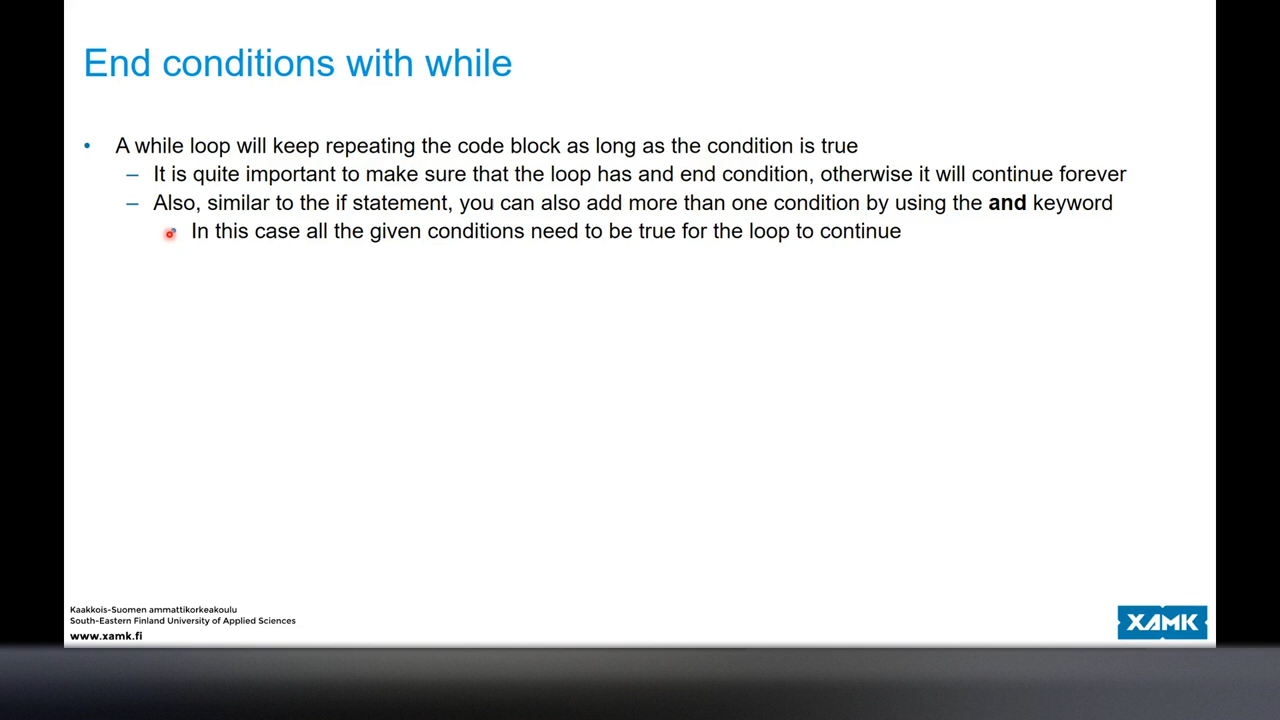 End conditions with while
• A while loop will keep repeating the code block as long as the condition is true
– It is quite important to make sure that the loop has and end condition, otherwise it will continue forever
– Also, similar to the if statement, you can also add more than one condition by using the and keyword
• In this case all the given conditions need to be true for the loop to continue
Kaakkois-Suomen ammattikorkeakoulu
South-Eastern Finland University of Applied Sciences
www.xamk.fi
XAMK